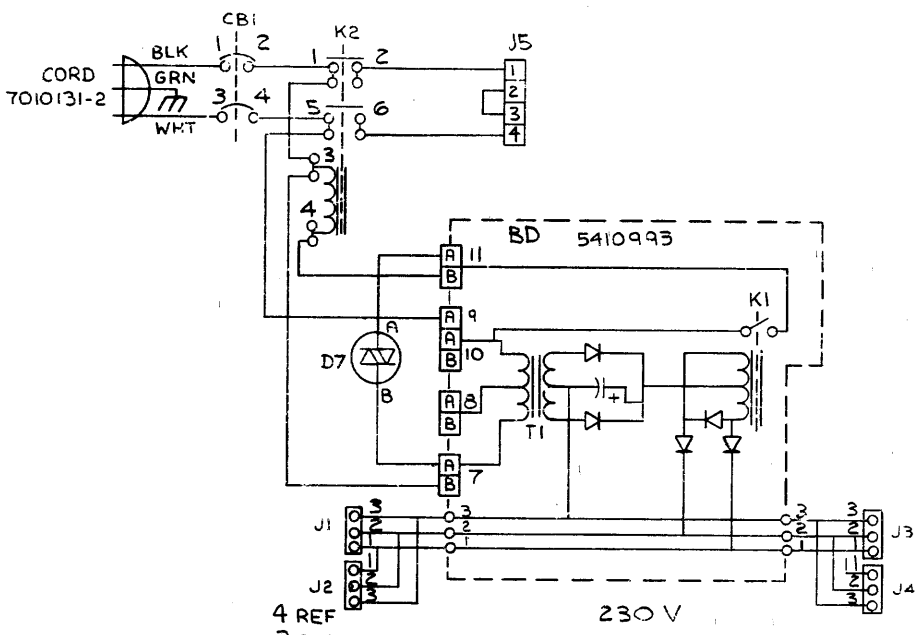 CB1
K2
J5
BLK
1 2
1 2
CORD
7010131-2
GRN
3 4
WHT
5 6
1
2
3
4
3
4
BD 5410993
A 11
B
K1
A 9
A
B 10
A
D7
B
A 8
B
T1
+
A 7
B
J1
3
2
1
3
2
1
3
2
1
3
2
1
J3
J2
1
2
3
1
2
3
J4
4 REF
230 V